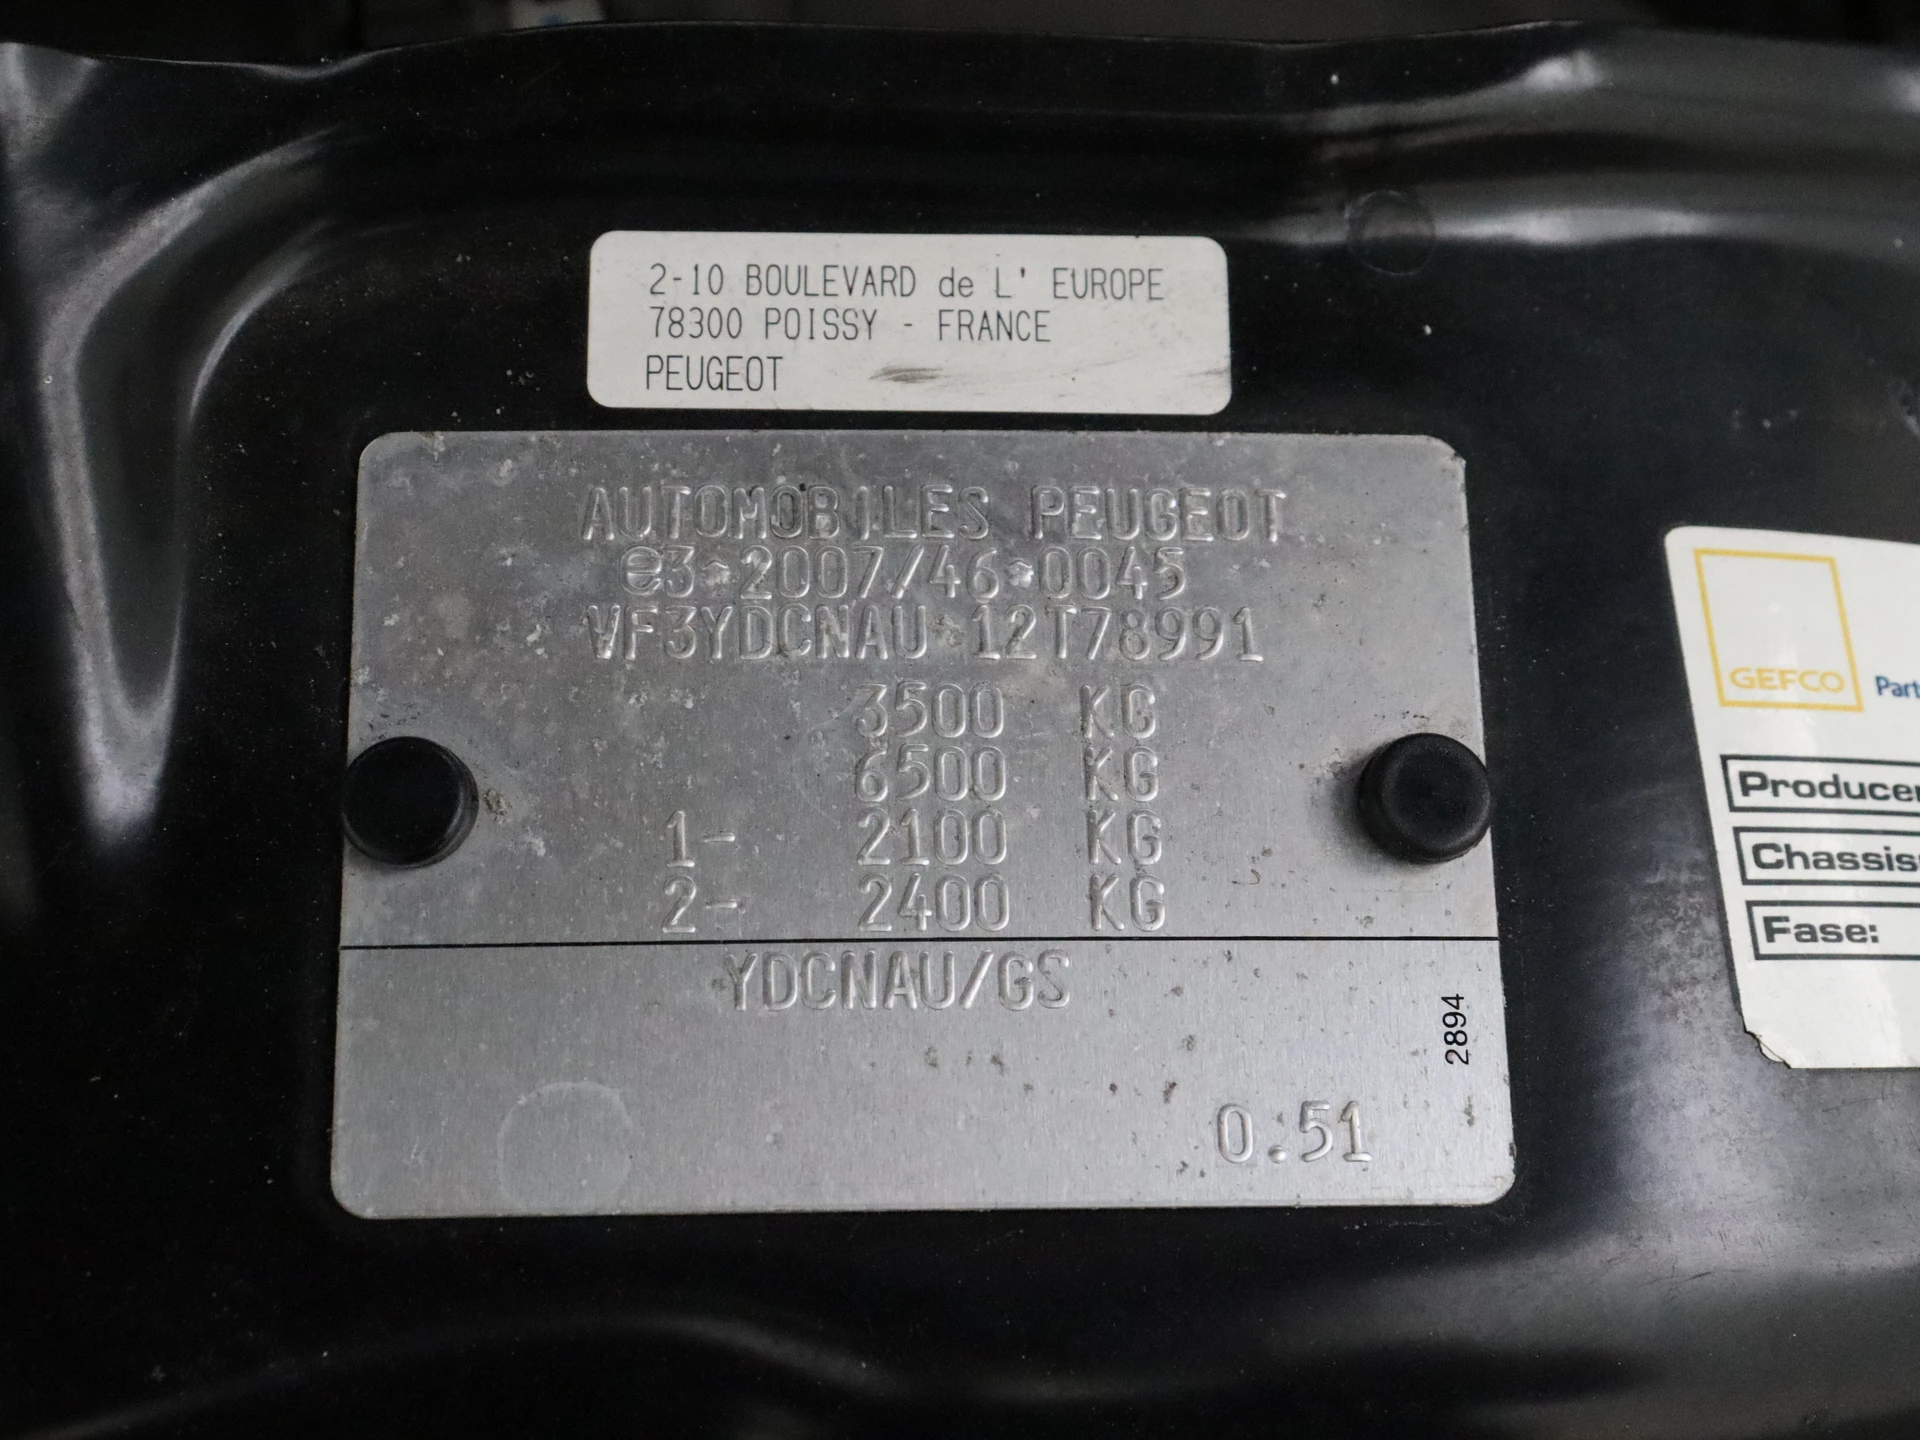 2-10 BOULEVARD de L' EUROPE
78300 POISSY - FRANCE
PEUGEOT
AUTOMOBILES PEUGEOT
e3*2007/46*0045
VF3YDCNAU 12T78991
3500 KG
6500 KG
1- 2100 KG
2- 2400 KG
YDCNAU/GS
2894
0.51
GEFCO
Producer
Chassis
Fase: